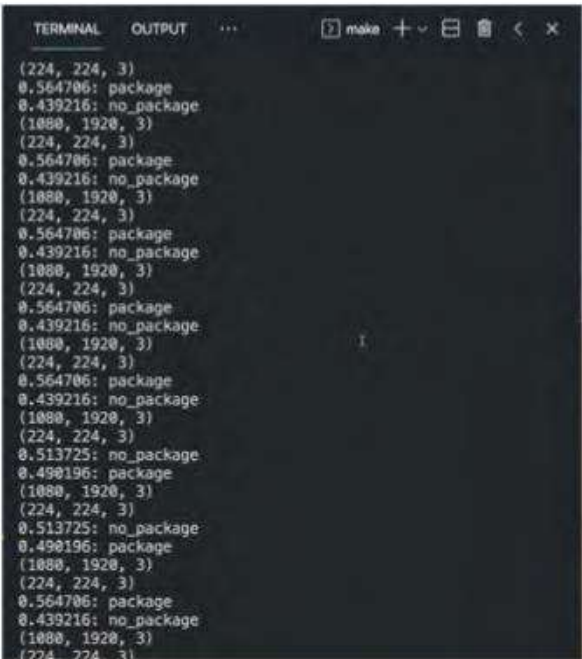 TERMINAL OUTPUT ... make
(224, 224, 3)
0.564706: package
0.439216: no_package
(1080, 1920, 3)
(224, 224, 3)
0.564706: package
0.439216: no_package
(1080, 1920, 3)
(224, 224, 3)
0.564706: package
0.439216: no_package
(1080, 1920, 3)
(224, 224, 3)
0.564706: package
0.439216: no_package
(1080, 1920, 3)
(224, 224, 3)
0.564706: package
0.439216: no_package
(1080, 1920, 3)
(224, 224, 3)
0.513725: no_package
0.490196: package
(1080, 1920, 3)
(224, 224, 3)
0.513725: no_package
0.490196: package
(1080, 1920, 3)
(224, 224, 3)
0.564706: package
0.439216: no_package
(1080, 1920, 3)
(224, 224, 3)